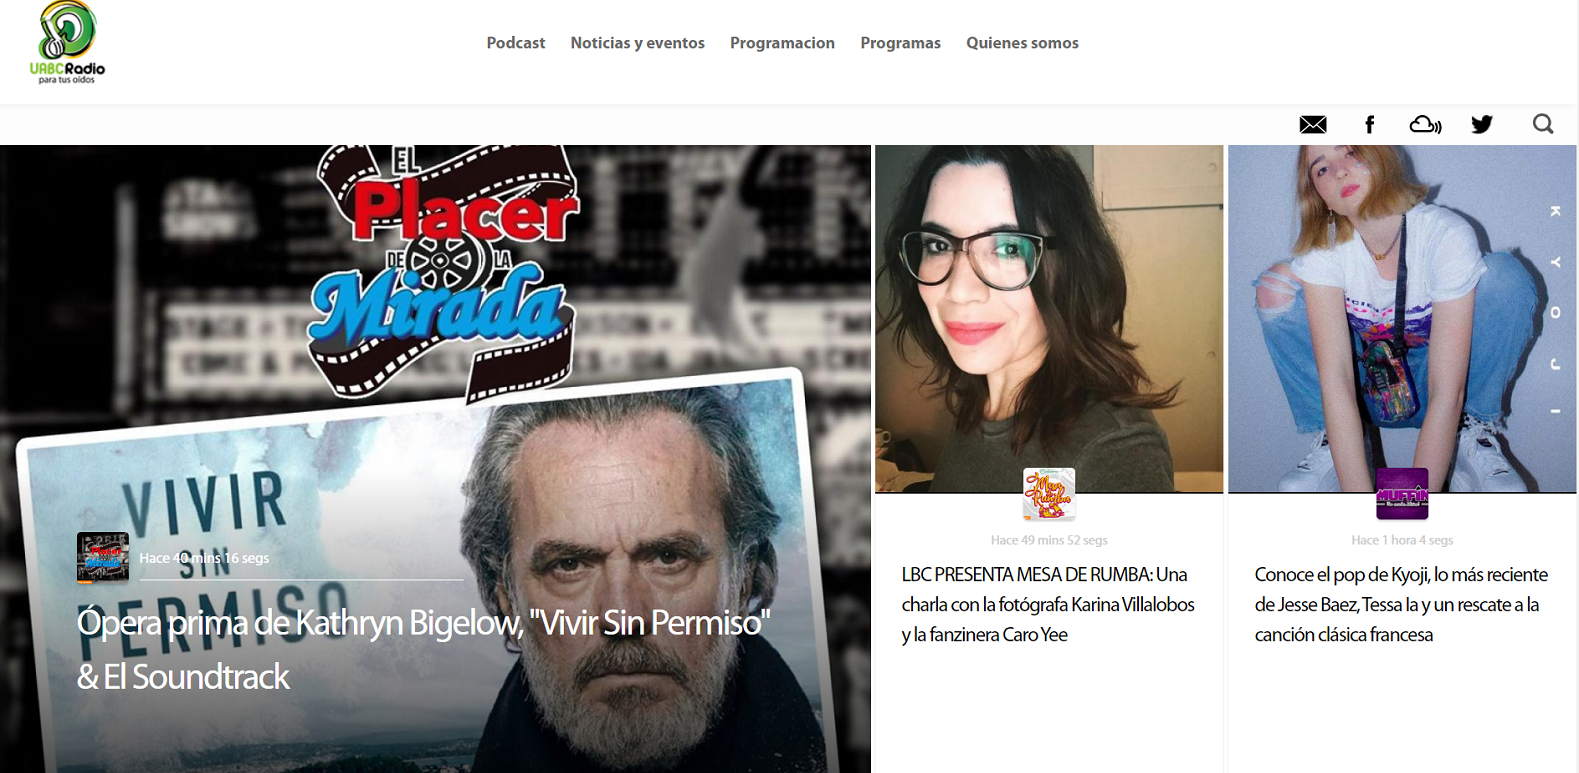 UABCRadio
para tus oídos
Podcast
Noticias y eventos
Programacion
Programas
Quienes somos
EL
Placer
DE LA
Mirada
VIVIR
SIN
PERMISO
Placer
Mirada
Hace 40 mins 16 segs
Ópera prima de Kathryn Bigelow, "Vivir Sin Permiso"
& El Soundtrack
Hace 49 mins 52 segs
LBC PRESENTA MESA DE RUMBA: Una
charla con la fotógrafa Karina Villalobos
y la fanzinera Caro Yee
KYOJI
MUFFIN
Hace 1 hora 4 segs
Conoce el pop de Kyoji, lo más reciente
de Jesse Baez, Tessa Ia y un rescate a la
canción clásica francesa